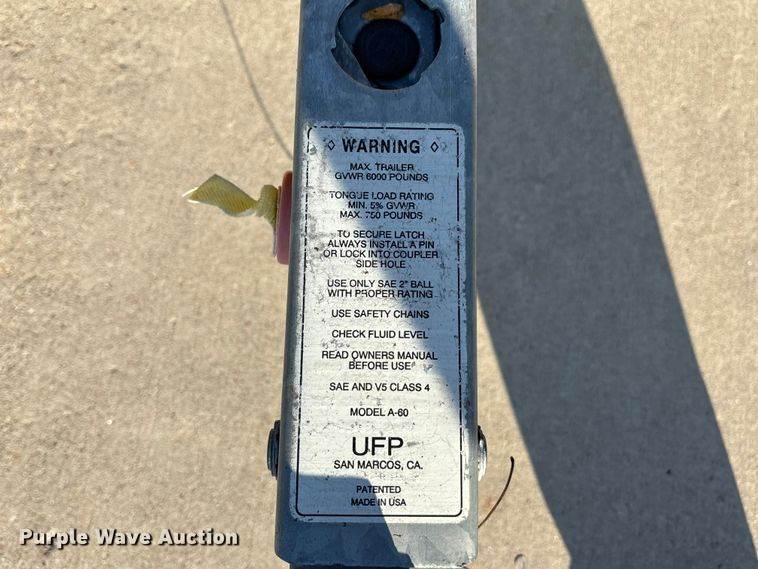 WARNING
MAX. TRAILER
GVWR 6000 POUNDS
TONGUE LOAD RATING
MIN. 5% GVWR
MAX. 750 POUNDS
TO SECURE LATCH
ALWAYS INSTALL A PIN
OR LOCK INTO COUPLER
SIDE HOLE
USE ONLY SAE 2" BALL
WITH PROPER RATING
USE SAFETY CHAINS
CHECK FLUID LEVEL
READ OWNERS MANUAL
BEFORE USE
SAE AND V5 CLASS 4
MODEL A-60
UFP
SAN MARCOS, CA.
PATENTED
MADE IN USA
Purple Wave Auction